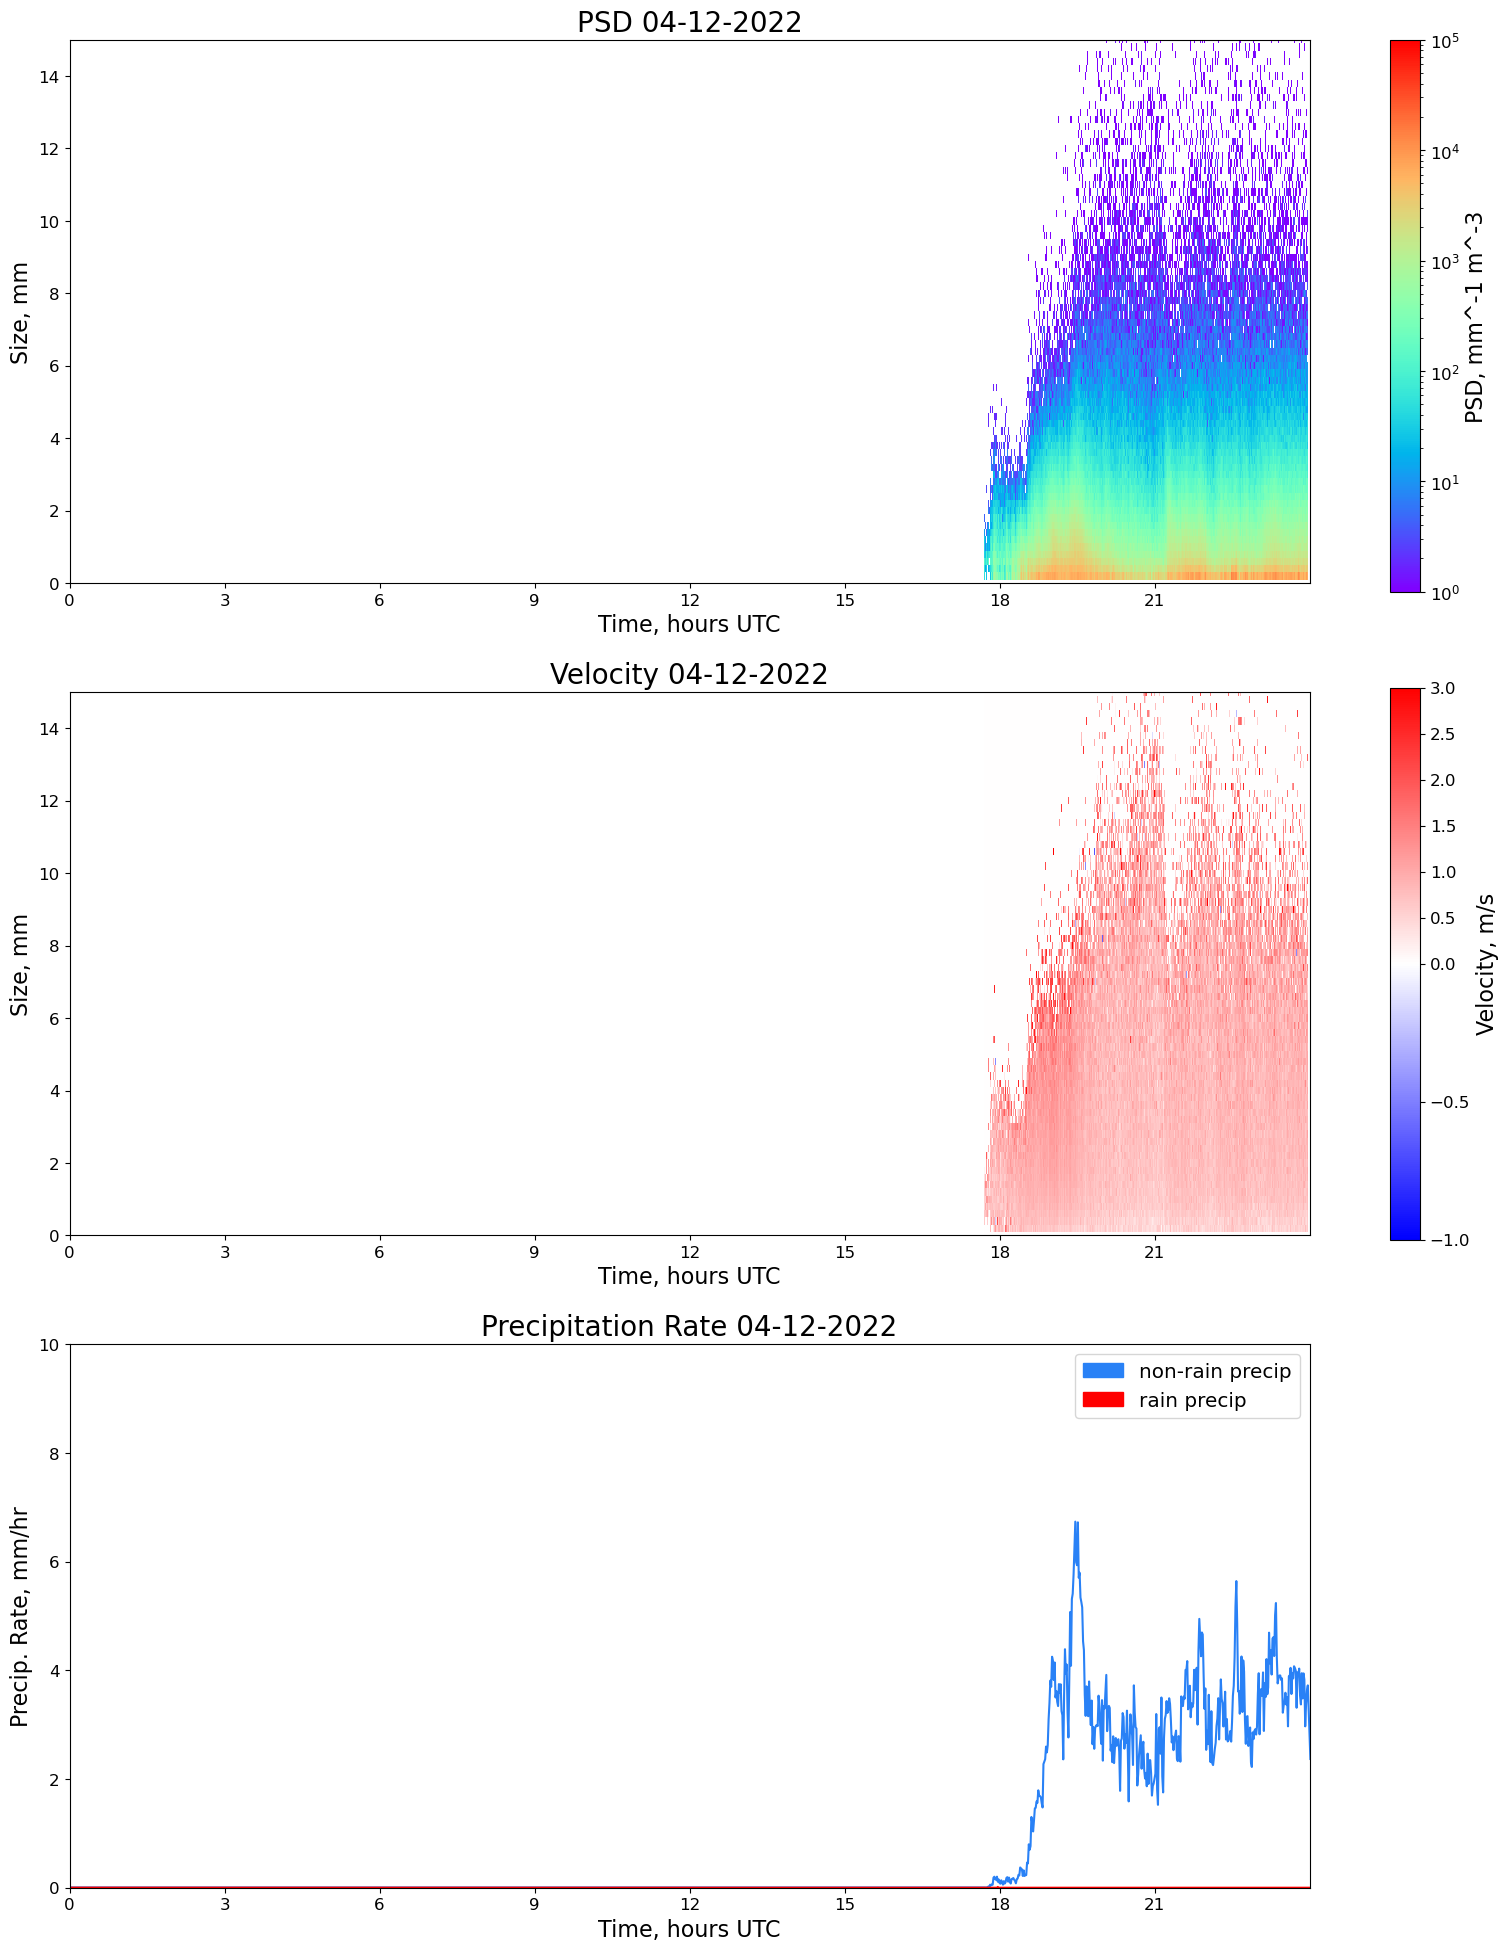 PSD 04-12-2022
14
12
10
8
6
4
2
0
Size, mm
0 3 6 9 12 15 18 21
Time, hours UTC
10^5
10^4
10^3
10^2
10^1
10^0
PSD, mm^-1 m^-3
Velocity 04-12-2022
14
12
10
8
6
4
2
0
Size, mm
0 3 6 9 12 15 18 21
Time, hours UTC
3.0
2.5
2.0
1.5
1.0
0.5
0.0
−0.5
−1.0
Velocity, m/s
Precipitation Rate 04-12-2022
10
8
6
4
2
0
Precip. Rate, mm/hr
non-rain precip
rain precip
0 3 6 9 12 15 18 21
Time, hours UTC